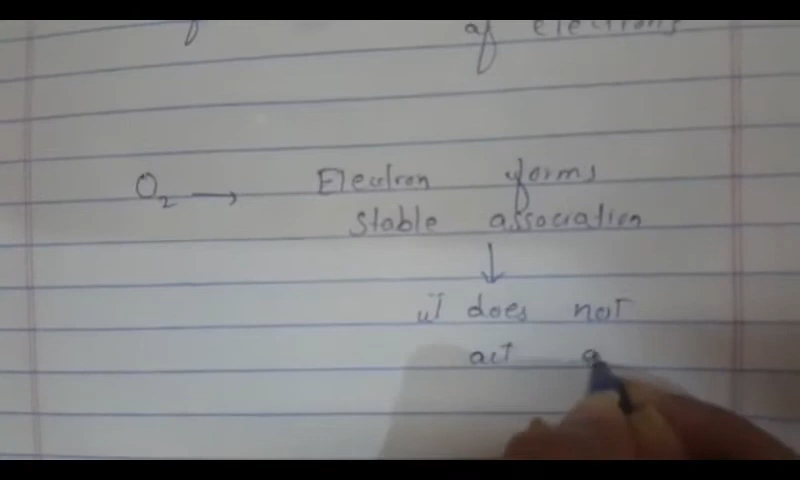 of electrons
O₂ → Electron forms
stable association
↓
it does not
act a